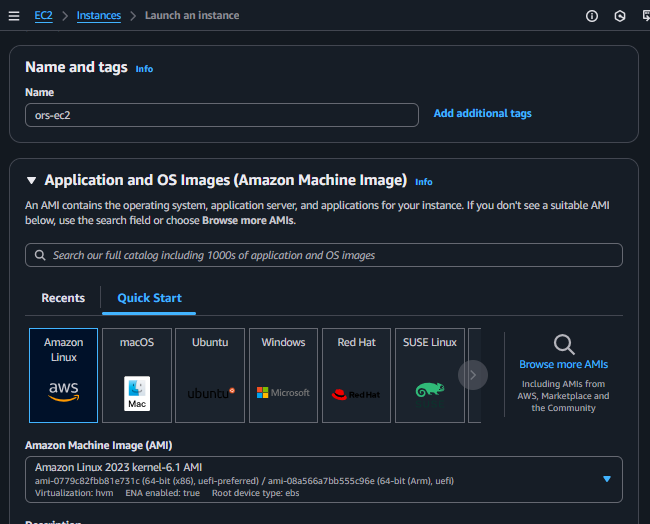 EC2 > Instances > Launch an instance
Name and tags Info
Name
ors-ec2
Add additional tags
Application and OS Images (Amazon Machine Image) Info
An AMI contains the operating system, application server, and applications for your instance. If you don't see a suitable AMI
below, use the search field or choose Browse more AMIs.
Search our full catalog including 1000s of application and OS images
Recents
Quick Start
Amazon
Linux
aws
macOS
Mac
Ubuntu
ubuntu
Windows
Microsoft
Red Hat
Red Hat
SUSE Linux
Browse more AMIs
Including AMIs from
AWS, Marketplace and
the Community
Amazon Machine Image (AMI)
Amazon Linux 2023 kernel-6.1 AMI
ami-0779c82fbb81e731c (64-bit (x86), uefi-preferred) / ami-08a566a7bb555c96e (64-bit (Arm), uefi)
Virtualization: hvm ENA enabled: true Root device type: ebs